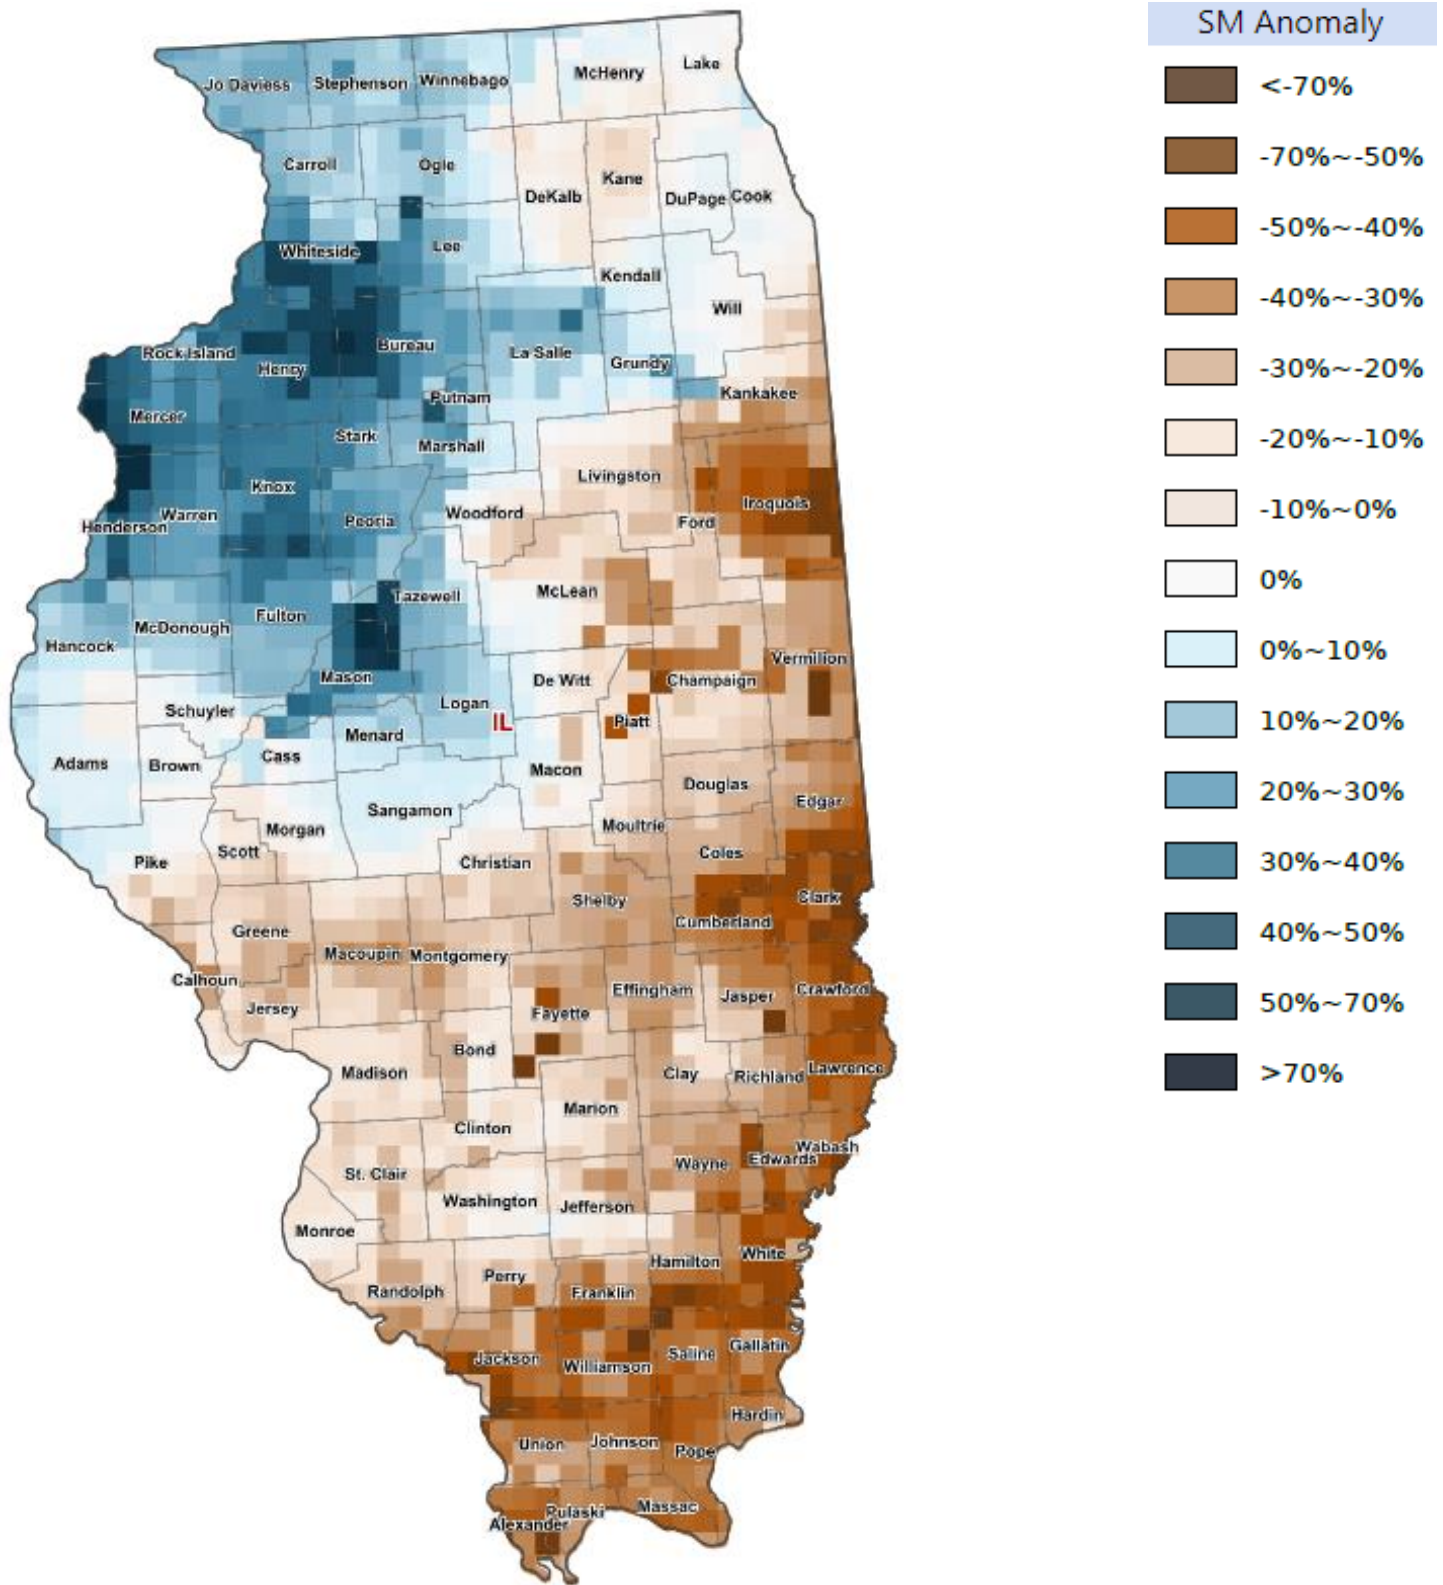 SM Anomaly
<-70%
-70%~-50%
-50%~-40%
-40%~-30%
-30%~-20%
-20%~-10%
-10%~0%
0%
0%~10%
10%~20%
20%~30%
30%~40%
40%~50%
50%~70%
>70%
Jo Daviess
Stephenson
Winnebago
McHenry
Lake
Carroll
Ogle
DeKalb
Kane
DuPage
Cook
Whiteside
Lee
Kendall
Will
Rock Island
Henry
Bureau
La Salle
Grundy
Kankakee
Mercer
Putnam
Stark
Marshall
Livingston
Knox
Iroquois
Henderson
Warren
Peoria
Woodford
Ford
McLean
Tazewell
Fulton
McDonough
Hancock
Vermilion
Mason
De Witt
Champaign
Logan
IL
Schuyler
Piatt
Menard
Adams
Brown
Cass
Macon
Douglas
Edgar
Sangamon
Morgan
Moultrie
Scott
Coles
Pike
Christian
Clark
Shelby
Cumberland
Greene
Macoupin
Montgomery
Calhoun
Effingham
Jasper
Crawford
Jersey
Fayette
Bond
Madison
Clay
Richland
Lawrence
Marion
Clinton
Wabash
Edwards
Wayne
St. Clair
Washington
Jefferson
Monroe
White
Hamilton
Perry
Randolph
Franklin
Gallatin
Saline
Jackson
Williamson
Hardin
Union
Johnson
Pope
Massac
Pulaski
Alexander